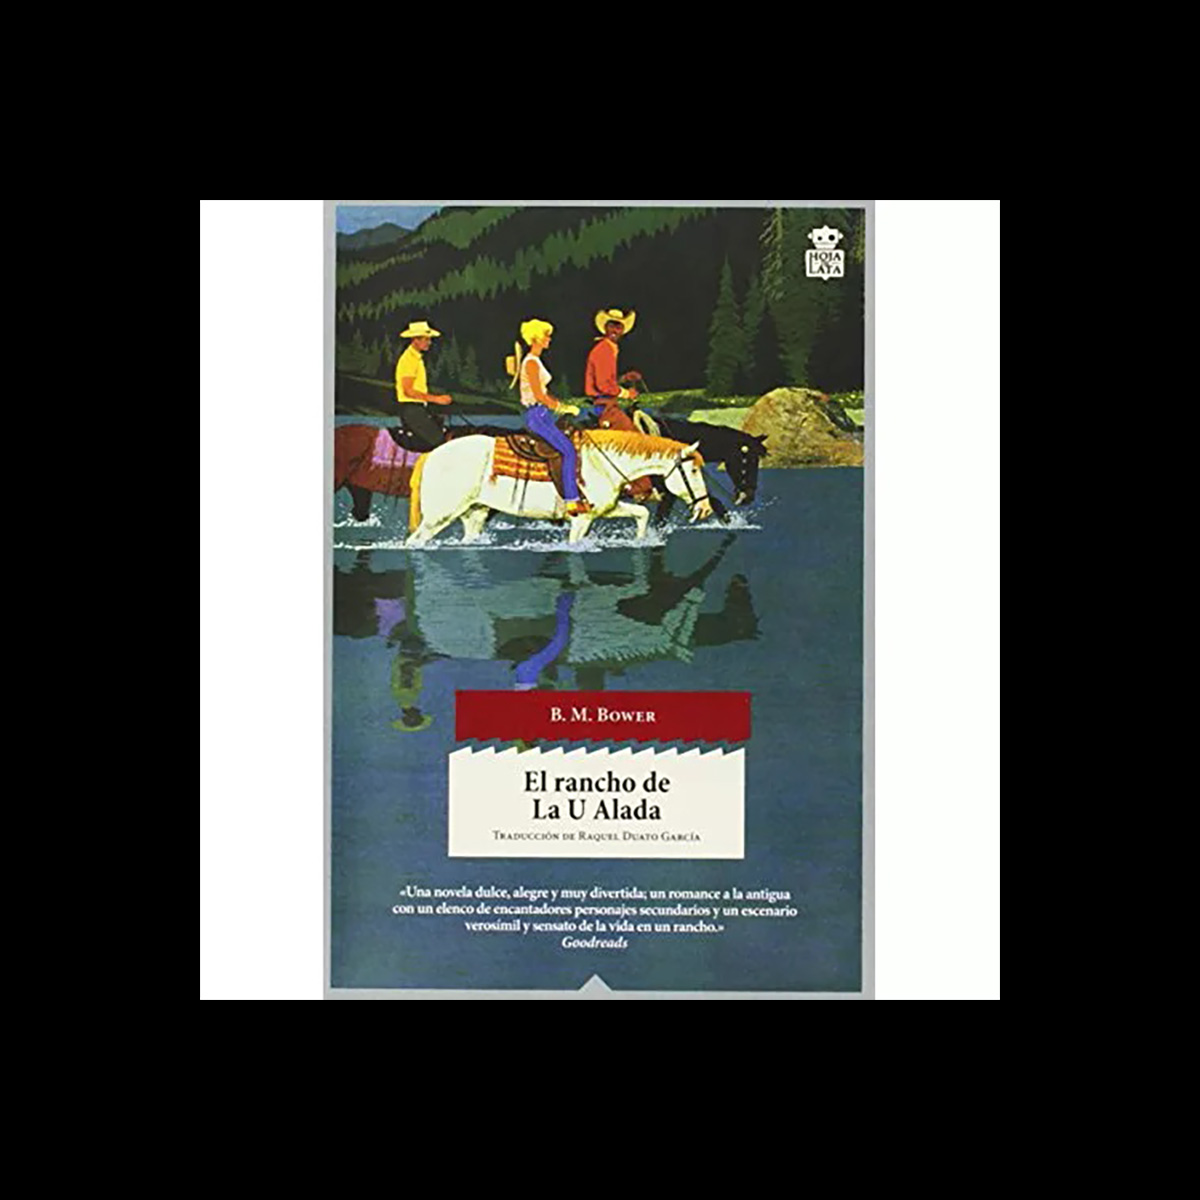 HOJA
DE
LATA
B. M. Bower
El rancho de
La U Alada
Traducción de Raquel Duato García
«Una novela dulce, alegre y muy divertida; un romance a la antigua
con un elenco de encantadores personajes secundarios y un escenario
verosímil y sensato de la vida en un rancho.»
Goodreads